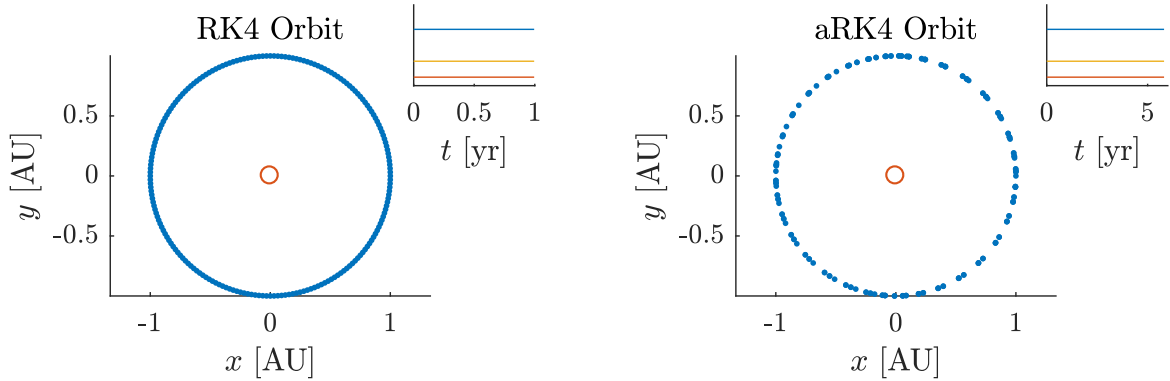 RK4 Orbit
0.5
0
-0.5
y [AU]
-1 0 1
x [AU]
0 0.5 1
t [yr]
aRK4 Orbit
0.5
0
-0.5
y [AU]
-1 0 1
x [AU]
0 5
t [yr]